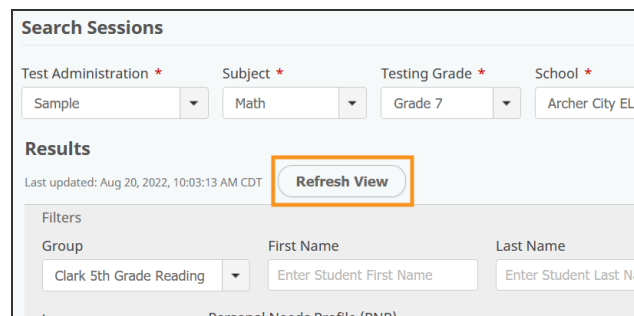 Search Sessions
Test Administration * Subject * Testing Grade * School *
Sample Math Grade 7 Archer City EL
Results
Last updated: Aug 20, 2022, 10:03:13 AM CDT Refresh View
Filters
Group First Name Last Name
Clark 5th Grade Reading Enter Student First Name Enter Student Last
Personal Needs Profile (PNP)